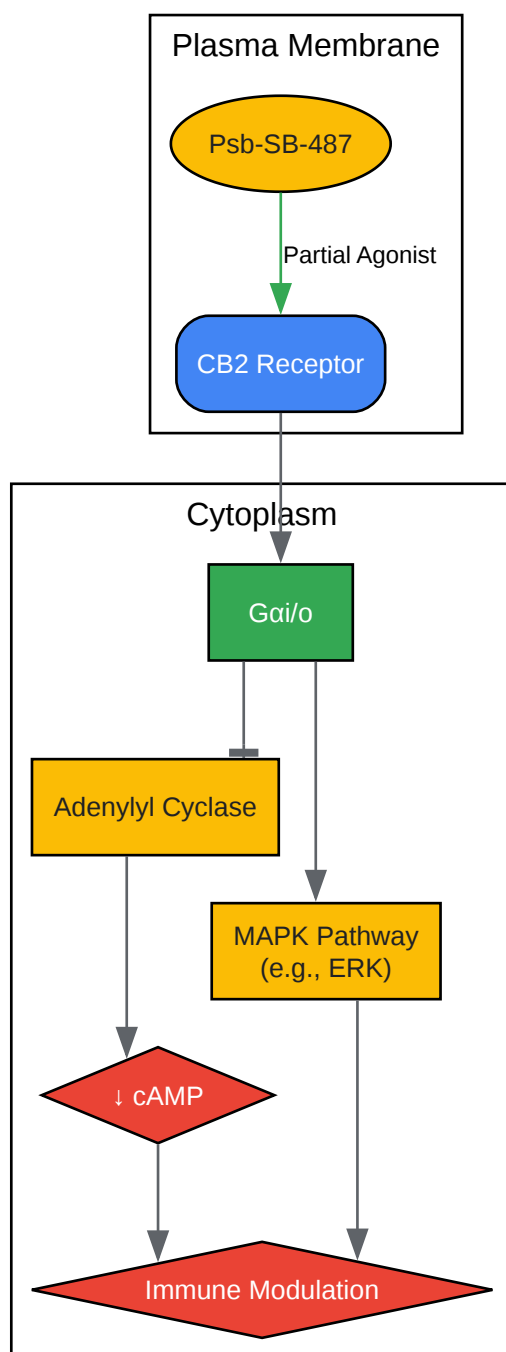 Plasma Membrane
Psb-SB-487
Partial Agonist
CB2 Receptor
Cytoplasm
Gαi/o
Adenylyl Cyclase
MAPK Pathway
(e.g., ERK)
↓ cAMP
Immune Modulation